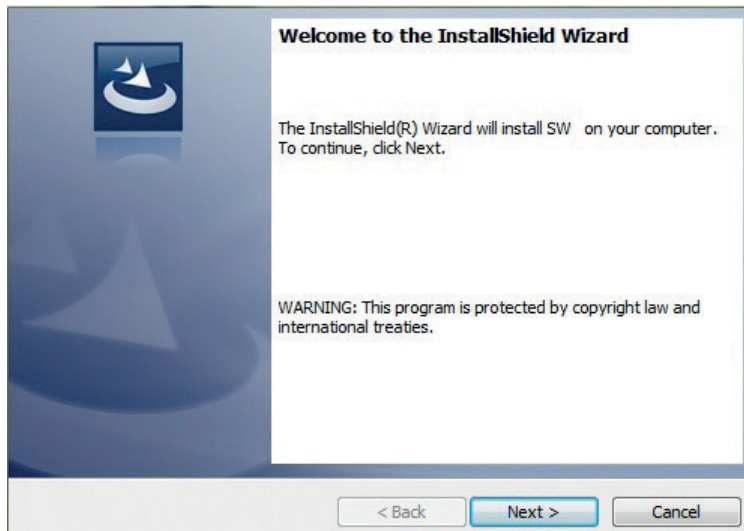 Welcome to the InstallShield Wizard
The InstallShield(R) Wizard will install SW on your computer.
To continue, click Next.
WARNING: This program is protected by copyright law and
international treaties.
< Back Next > Cancel